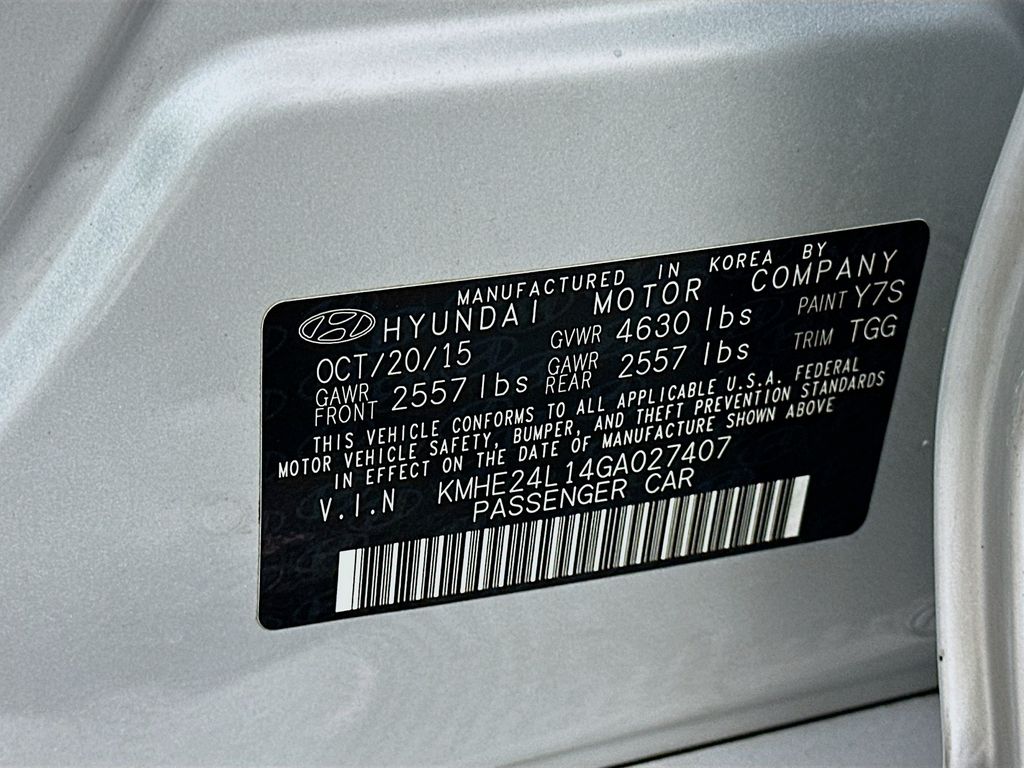 MANUFACTURED IN KOREA BY
HYUNDAI MOTOR COMPANY
OCT/20/15 GVWR 4630 lbs PAINT Y7S
GAWR FRONT 2557 lbs GAWR REAR 2557 lbs TRIM TGG
THIS VEHICLE CONFORMS TO ALL APPLICABLE U.S.A. FEDERAL
MOTOR VEHICLE SAFETY, BUMPER, AND THEFT PREVENTION STANDARDS
IN EFFECT ON THE DATE OF MANUFACTURE SHOWN ABOVE
V.I.N KMHE24L14GA027407
PASSENGER CAR